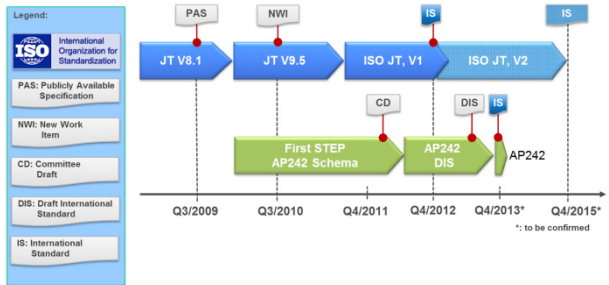 Legend:
ISO
International
Organization for
Standardization
PAS: Publicly Available
Specification
NWI: New Work
Item
CD: Committee
Draft
DIS: Draft International
Standard
IS: International
Standard
PAS
NWI
IS
IS
JT V8.1
JT V9.5
ISO JT, V1
ISO JT, V2
CD
DIS
IS
First STEP
AP242 Schema
AP242
DIS
AP242
Q3/2009
Q3/2010
Q4/2011
Q4/2012
Q4/2013*
Q4/2015*
*: to be confirmed